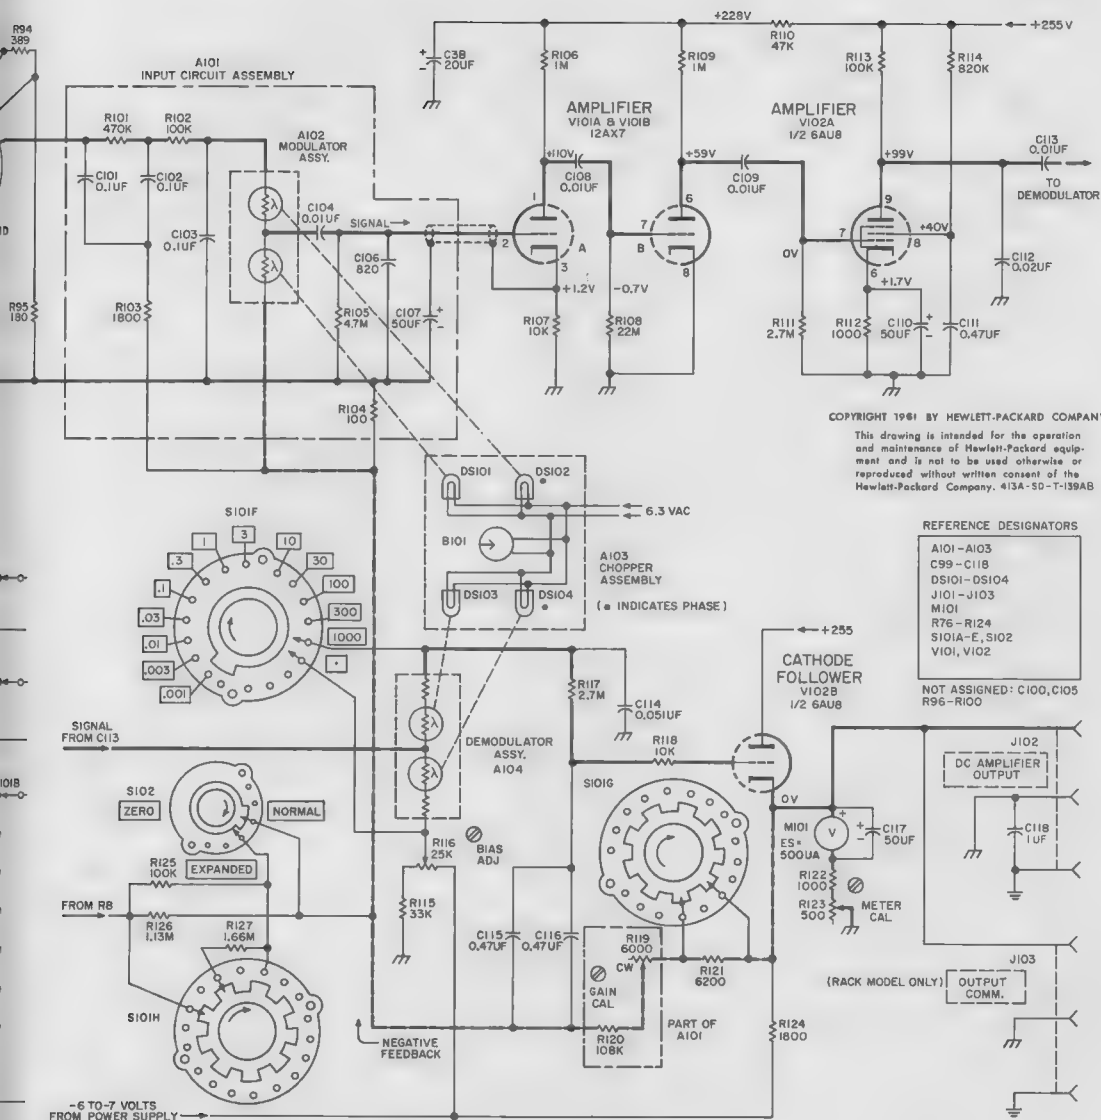 R94
389
A101
INPUT CIRCUIT ASSEMBLY
R101
470K
R102
100K
C101
0.1UF
C102
0.1UF
C103
0.1UF
R95
180
R103
1800
A102
MODULATOR
ASSY.
λ
λ
C104
0.01UF
SIGNAL
C106
820
R105
4.7M
C107
50UF
+
-
R104
100
+
-
C3B
20UF
+228V
R110
47K
+255V
R106
1M
R109
1M
R113
100K
R114
820K
AMPLIFIER
V101A & V101B
12AX7
AMPLIFIER
V102A
1/2 6AU8
+110V
C108
0.01UF
+59V
C109
0.01UF
+99V
C113
0.01UF
TO
DEMODULATOR
1
2
A
3
+1.2V
R107
10K
-0.7V
R108
22M
6
7
B
8
9
7
8
+40V
0V
6
+1.7V
R111
2.7M
R112
1000
C110
50UF
+
-
C111
0.47UF
C112
0.02UF
COPYRIGHT 1961 BY HEWLETT-PACKARD COMPANY
This drawing is intended for the operation
and maintenance of Hewlett-Packard equip-
ment and is not to be used otherwise or
reproduced without written consent of the
Hewlett-Packard Company. 413A-SD-T-139AB
DS101
DS102
6.3 VAC
B101
DS103
DS104
A103
CHOPPER
ASSEMBLY
(• INDICATES PHASE)
REFERENCE DESIGNATORS
A101-A103
C99-C118
DS101-DS104
J101-J103
M101
R76-R124
S101A-E, S102
V101, V102
NOT ASSIGNED: C100, C105
R96-R100
S101F
.001
.003
.01
.03
.1
.3
1
3
10
30
100
300
1000
SIGNAL
FROM C113
λ
λ
DEMODULATOR
ASSY.
A104
R117
2.7M
C114
0.051UF
R118
10K
+255
CATHODE
FOLLOWER
V102B
1/2 6AU8
0V
S101G
M101
ES=
500UA
V
+
+
-
C117
50UF
R122
1000
R123
500
METER
CAL
J102
DC AMPLIFIER
OUTPUT
C118
1UF
J103
(RACK MODEL ONLY)
OUTPUT
COMM.
S102
ZERO
NORMAL
EXPANDED
R125
100K
FROM R8
R126
1.13M
R127
1.66M
S101H
R116
25K
BIAS
ADJ
R115
33K
C115
0.47UF
C116
0.47UF
R119
6000
CW
GAIN
CAL
R120
108K
PART OF
A101
R121
6200
R124
1800
NEGATIVE
FEEDBACK
-6 TO-7 VOLTS
FROM POWER SUPPLY